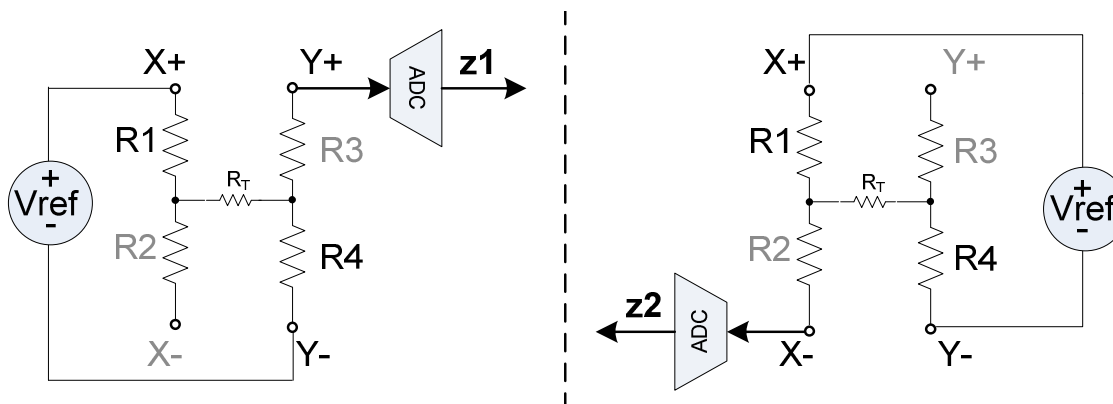 X+
Y+
ADC
z1
R1
R3
R_T
+
Vref
-
R2
R4
X-
Y-
X+
Y+
R1
R3
R_T
+
Vref
-
R2
R4
z2
ADC
X-
Y-